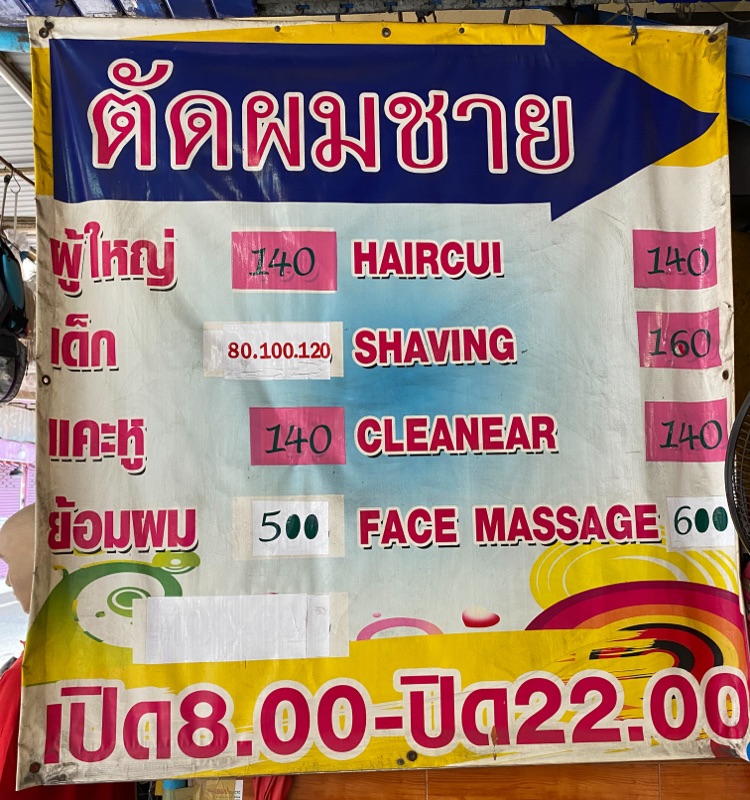 ตัดผมชาย
ผู้ใหญ่ 140 HAIRCUI 140
เด็ก 80.100.120 SHAVING 160
แคะหู 140 CLEANEAR 140
ย้อมผม 500 FACE MASSAGE 600
เปิด8.00-ปิด22.00